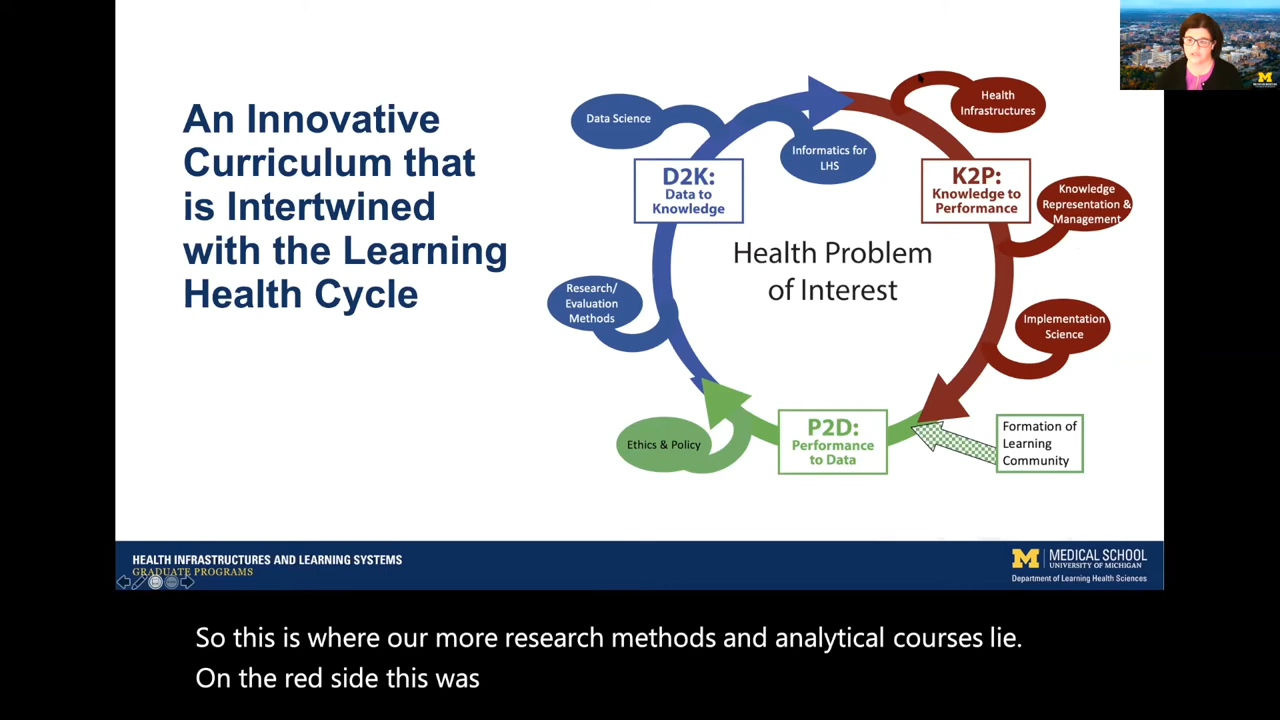 An Innovative
Curriculum that
is Intertwined
with the Learning
Health Cycle
Data Science
Informatics for
LHS
Health
Infrastructures
D2K:
Data to
Knowledge
K2P:
Knowledge to
Performance
Knowledge
Representation &
Management
Health Problem
of Interest
Research/
Evaluation
Methods
Implementation
Science
Ethics & Policy
P2D:
Performance
to Data
Formation of
Learning
Community
HEALTH INFRASTRUCTURES AND LEARNING SYSTEMS
GRADUATE PROGRAMS
M
MEDICAL SCHOOL
UNIVERSITY OF MICHIGAN
Department of Learning Health Sciences
So this is where our more research methods and analytical courses lie.
On the red side this was